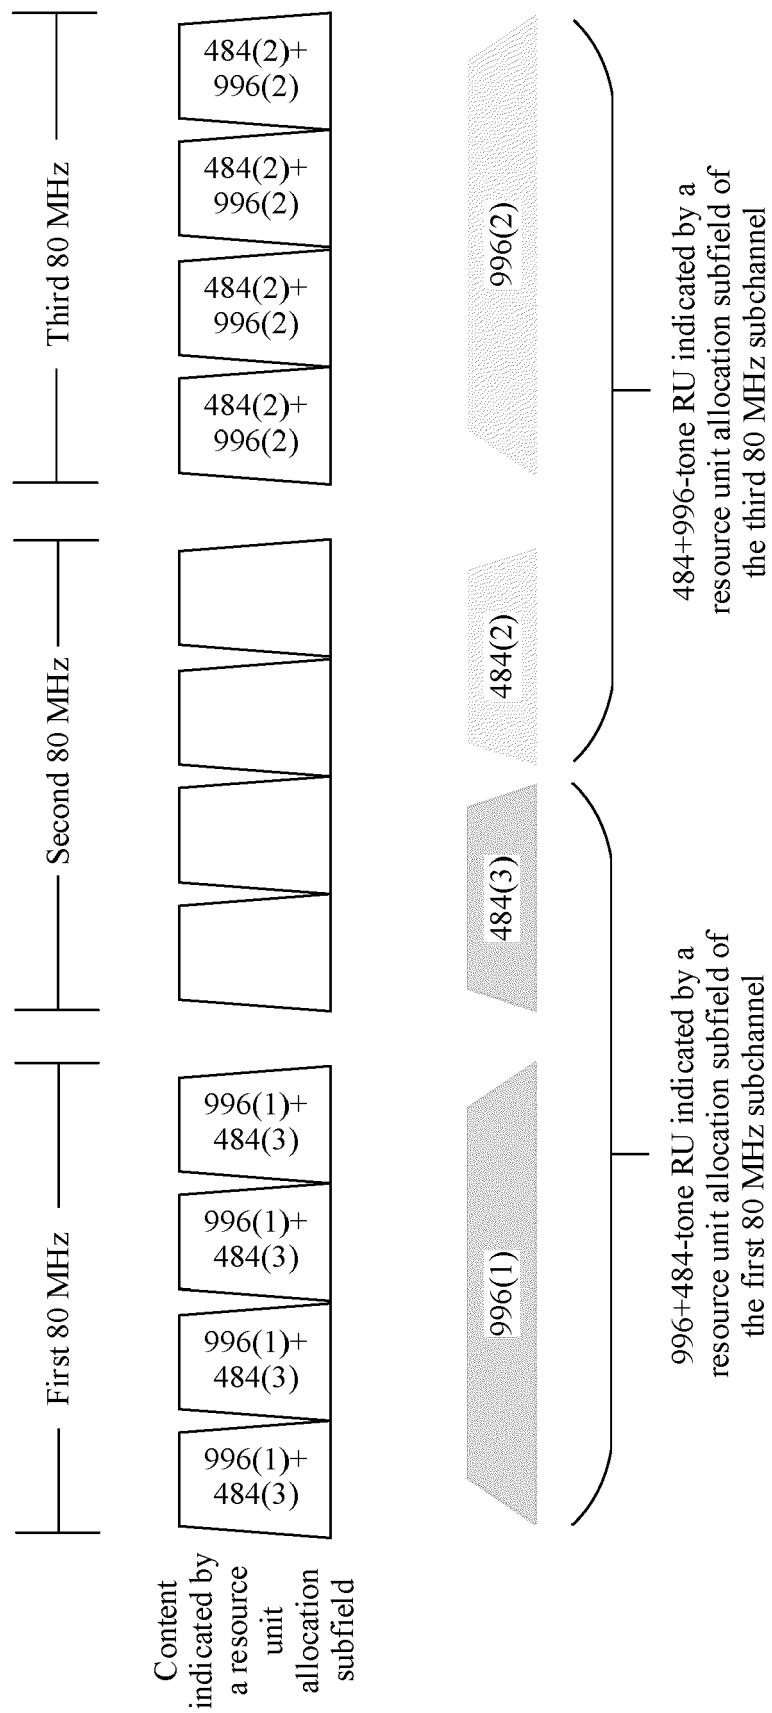 First 80 MHz
Second 80 MHz
Third 80 MHz
Content
indicated by
a resource
unit
allocation
subfield
996(1)+
484(3)
996(1)+
484(3)
996(1)+
484(3)
996(1)+
484(3)
484(2)+
996(2)
484(2)+
996(2)
484(2)+
996(2)
484(2)+
996(2)
996(1)
484(3)
484(2)
996(2)
996+484-tone RU indicated by a
resource unit allocation subfield of
the first 80 MHz subchannel
484+996-tone RU indicated by a
resource unit allocation subfield of
the third 80 MHz subchannel